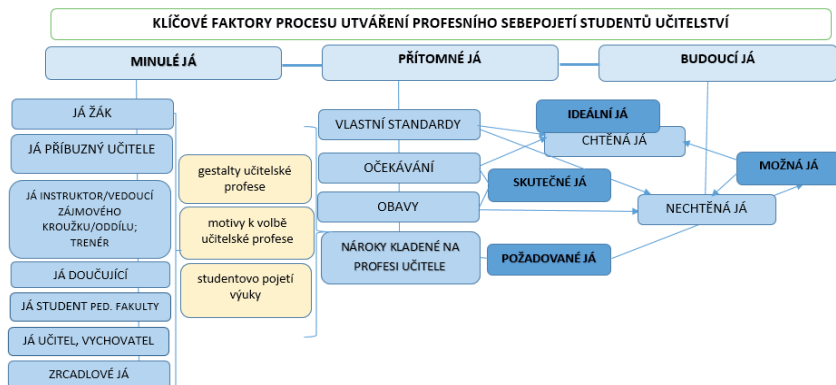 KLÍČOVÉ FAKTORY PROCESU UTVÁŘENÍ PROFESNÍHO SEBEPOJETÍ STUDENTŮ UČITELSTVÍ
MINULÉ JÁ
PŘÍTOMNÉ JÁ
BUDOUCÍ JÁ
JÁ ŽÁK
JÁ PŘÍBUZNÝ UČITELE
JÁ INSTRUKTOR/VEDOUCÍ
ZÁJMOVÉHO
KROUŽKU/ODDÍLU;
TRENÉR
JÁ DOUČUJÍCÍ
JÁ STUDENT PED. FAKULTY
JÁ UČITEL, VYCHOVATEL
ZRCADLOVÉ JÁ
gestalty učitelské
profese
motivy k volbě
učitelské profese
studentovo pojetí
výuky
VLASTNÍ STANDARDY
OČEKÁVÁNÍ
OBAVY
NÁROKY KLADENÉ NA
PROFESI UČITELE
IDEÁLNÍ JÁ
CHTĚNÁ JÁ
SKUTEČNÉ JÁ
MOŽNÁ JÁ
NECHTĚNÁ JÁ
POŽADOVANÉ JÁ